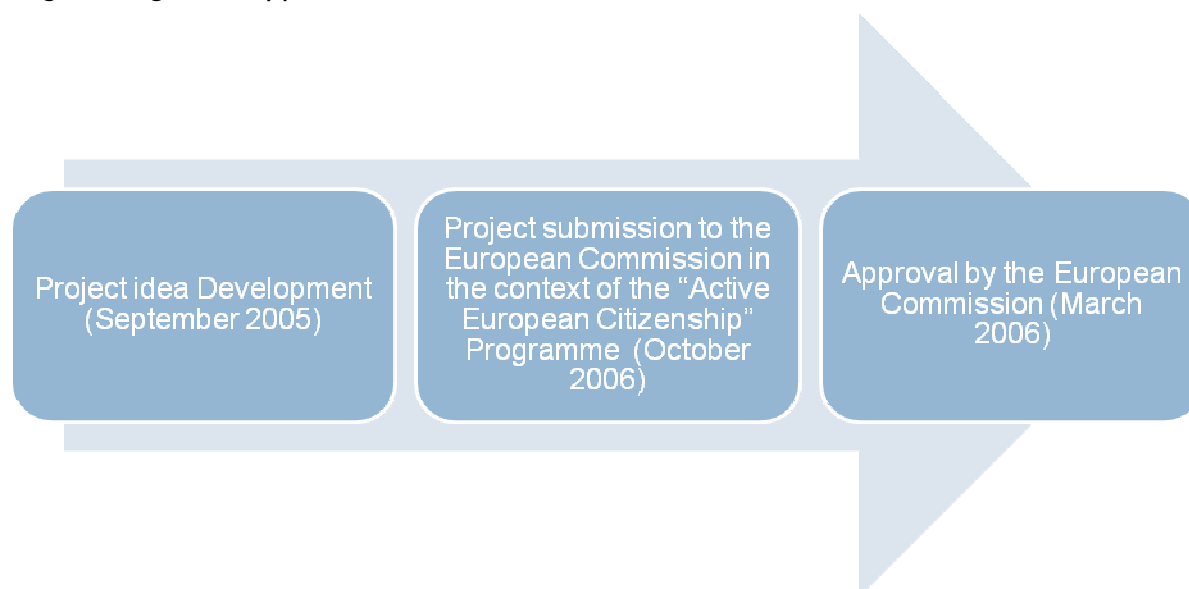 Project idea Development
(September 2005)
Project submission to the
European Commission in
the context of the “Active
European Citizenship”
Programme (October
2006)
Approval by the European
Commission (March
2006)